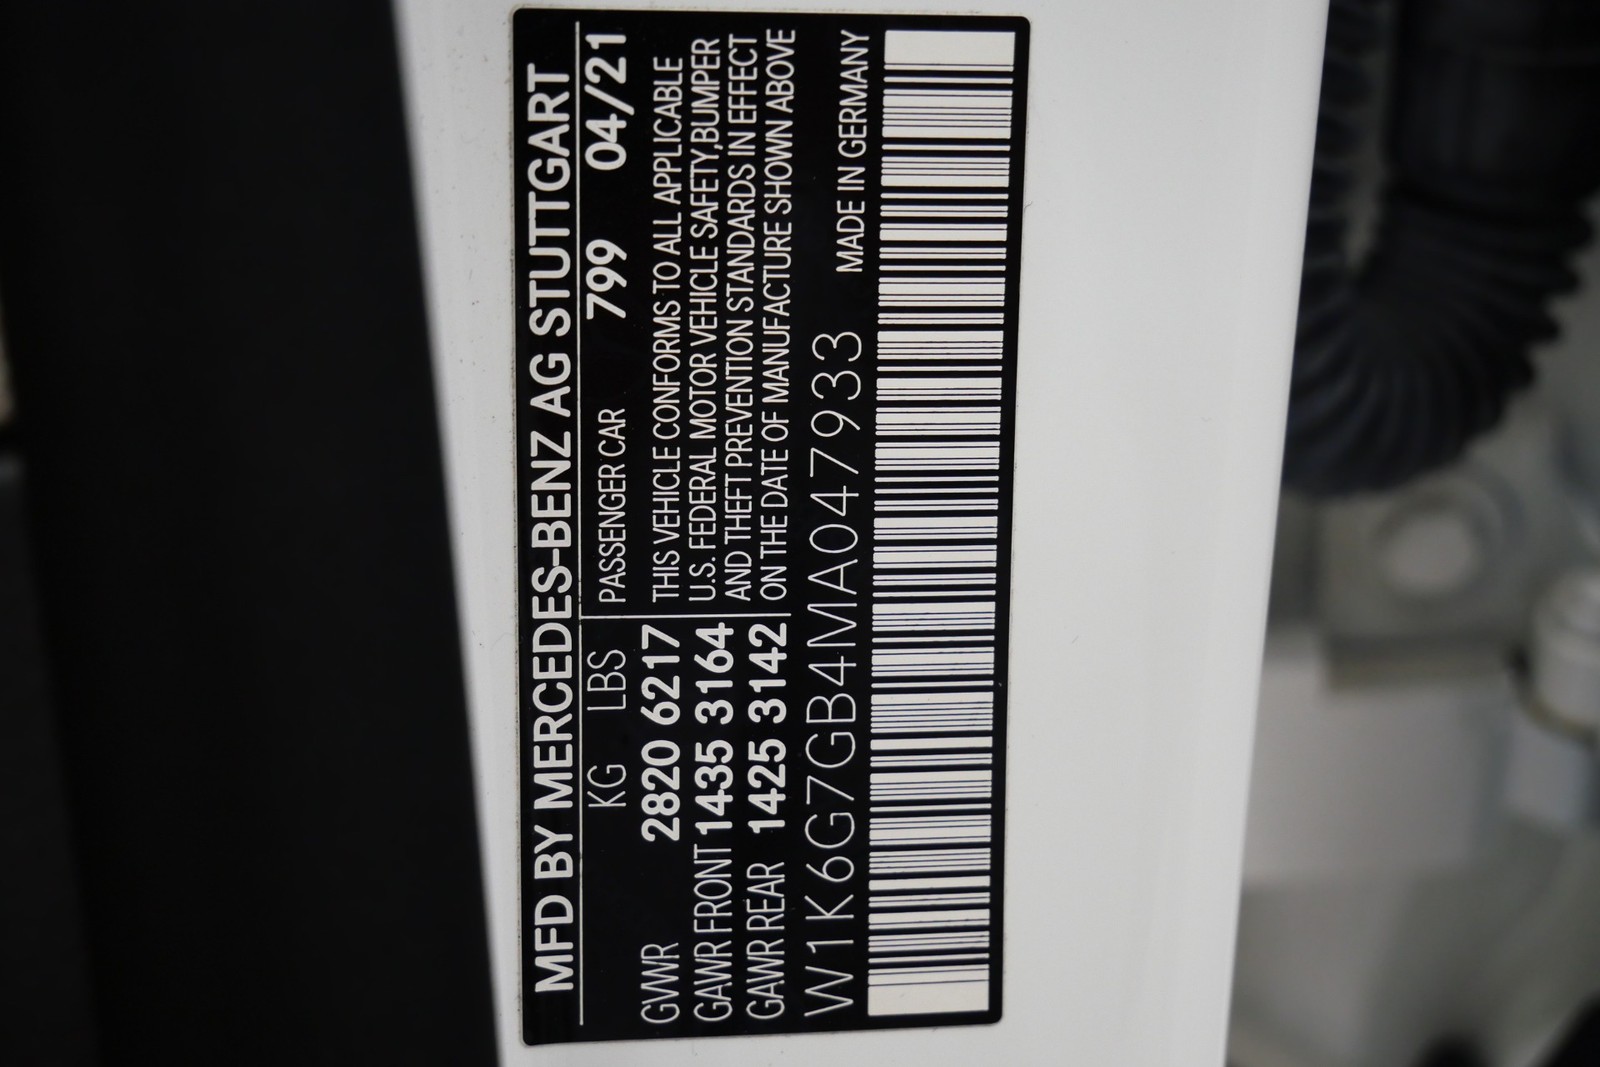 MFD BY MERCEDES-BENZ AG STUTTGART
KG LBS
GVWR 2820 6217
GAWR FRONT 1435 3164
GAWR REAR 1425 3142
PASSENGER CAR 799 04/21
THIS VEHICLE CONFORMS TO ALL APPLICABLE
U.S. FEDERAL MOTOR VEHICLE SAFETY,BUMPER
AND THEFT PREVENTION STANDARDS IN EFFECT
ON THE DATE OF MANUFACTURE SHOWN ABOVE
W1K6G7GB4MA047933 MADE IN GERMANY